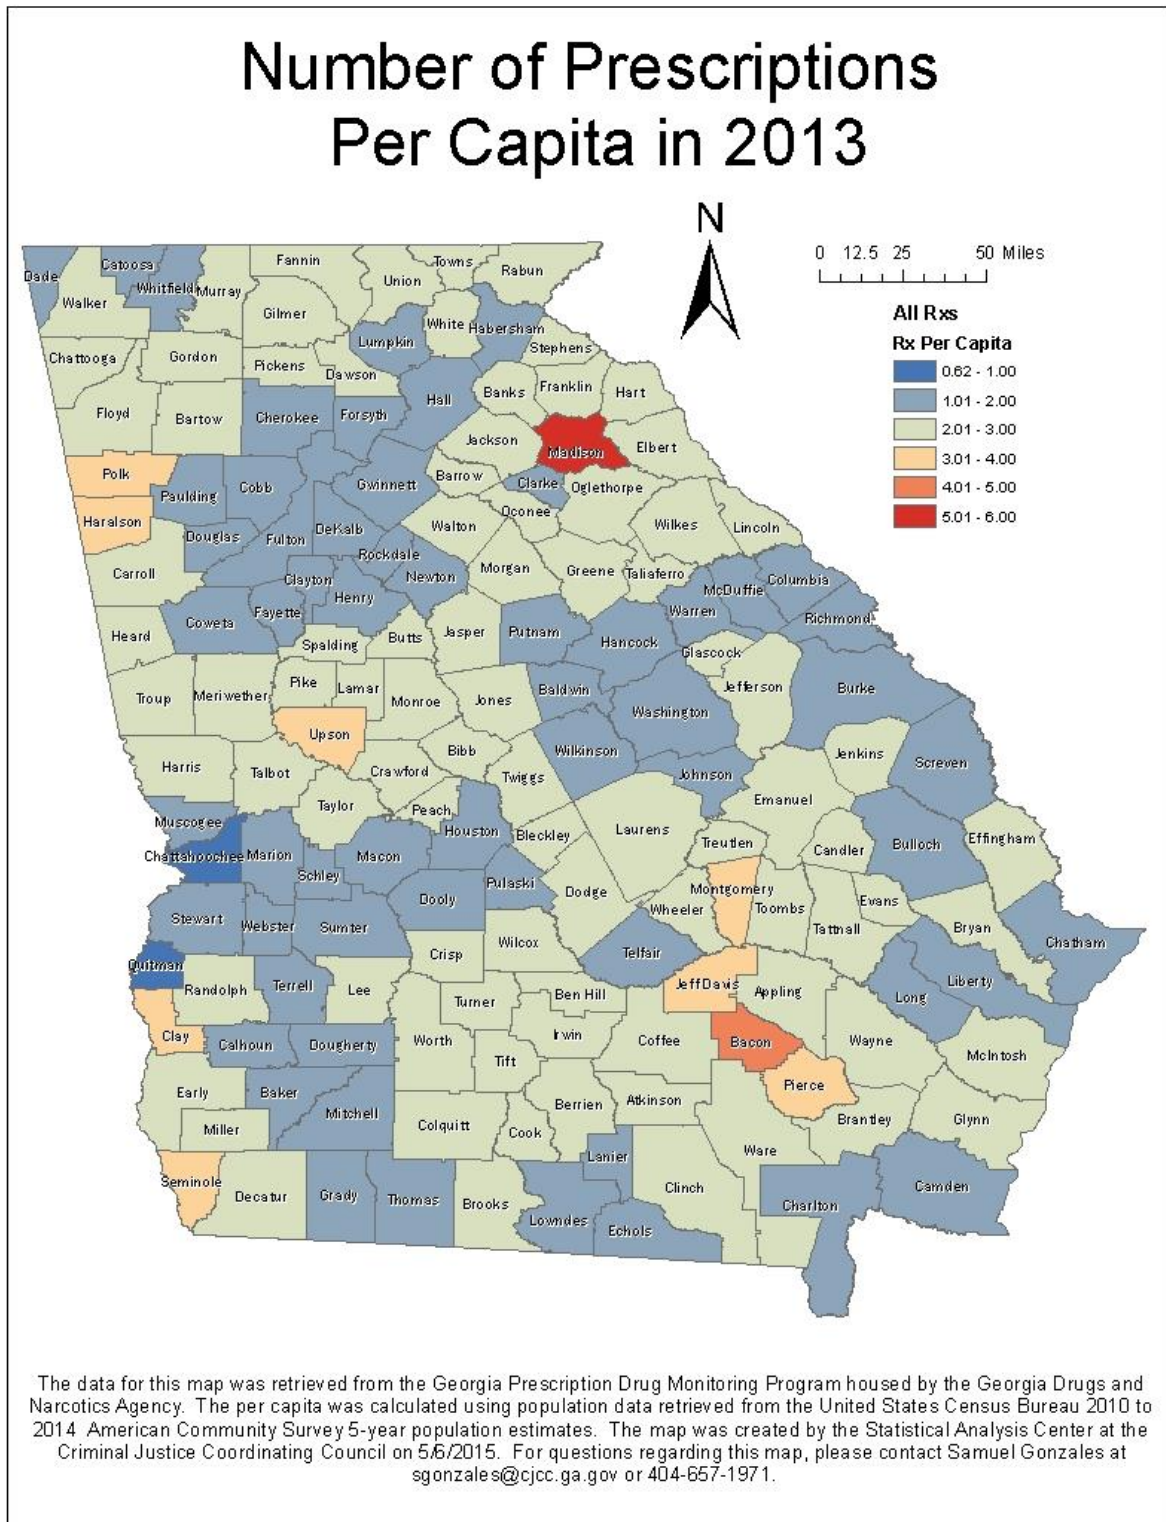 Number of Prescriptions
Per Capita in 2013
N
0 12.5 25 50 Miles
All Rxs
Rx Per Capita
0.62 - 1.00
1.01 - 2.00
2.01 - 3.00
3.01 - 4.00
4.01 - 5.00
5.01 - 6.00
Dade
Catoosa
Whitfield
Murray
Walker
Fannin
Union
Towns
Rabun
Gilmer
White
Habersham
Lumpkin
Stephens
Chattooga
Gordon
Pickens
Dawson
Banks
Franklin
Hart
Floyd
Bartow
Cherokee
Forsyth
Hall
Jackson
Madison
Elbert
Polk
Paulding
Cobb
Gwinnett
Barrow
Clarke
Oglethorpe
Oconee
Haralson
Douglas
Fulton
DeKalb
Rockdale
Walton
Wilkes
Lincoln
Carroll
Clayton
Newton
Morgan
Greene
Taliaferro
McDuffie
Columbia
Henry
Fayette
Coweta
Warren
Richmond
Heard
Spalding
Butts
Jasper
Putnam
Hancock
Glascock
Jefferson
Burke
Troup
Meriwether
Pike
Lamar
Monroe
Jones
Baldwin
Washington
Upson
Wilkinson
Jenkins
Screven
Harris
Talbot
Crawford
Bibb
Twiggs
Johnson
Emanuel
Taylor
Peach
Muscogee
Houston
Bleckley
Laurens
Treutlen
Candler
Bulloch
Effingham
Chattahoochee
Marion
Schley
Macon
Pulaski
Dodge
Montgomery
Toombs
Evans
Dooly
Wheeler
Tattnall
Bryan
Chatham
Stewart
Webster
Sumter
Crisp
Wilcox
Telfair
Quitman
Randolph
Terrell
Lee
Turner
Ben Hill
Jeff Davis
Appling
Long
Liberty
Clay
Calhoun
Dougherty
Worth
Irwin
Tift
Coffee
Bacon
Wayne
McIntosh
Pierce
Early
Baker
Mitchell
Miller
Colquitt
Cook
Berrien
Atkinson
Brantley
Glynn
Ware
Lanier
Seminole
Decatur
Grady
Thomas
Brooks
Lowndes
Echols
Clinch
Charlton
Camden
The data for this map was retrieved from the Georgia Prescription Drug Monitoring Program housed by the Georgia Drugs and
Narcotics Agency. The per capita was calculated using population data retrieved from the United States Census Bureau 2010 to
2014 American Community Survey 5-year population estimates. The map was created by the Statistical Analysis Center at the
Criminal Justice Coordinating Council on 5/6/2015. For questions regarding this map, please contact Samuel Gonzales at
sgonzales@cjcc.ga.gov or 404-657-1971.